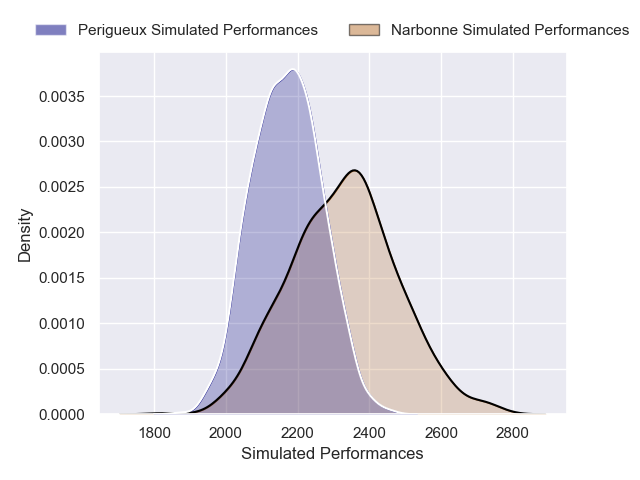 Perigueux Simulated Performances Narbonne Simulated Performances
0.0035
0.0030
0.0025
0.0020
0.0015
0.0010
0.0005
0.0000
Density
1800 2000 2200 2400 2600 2800
Simulated Performances